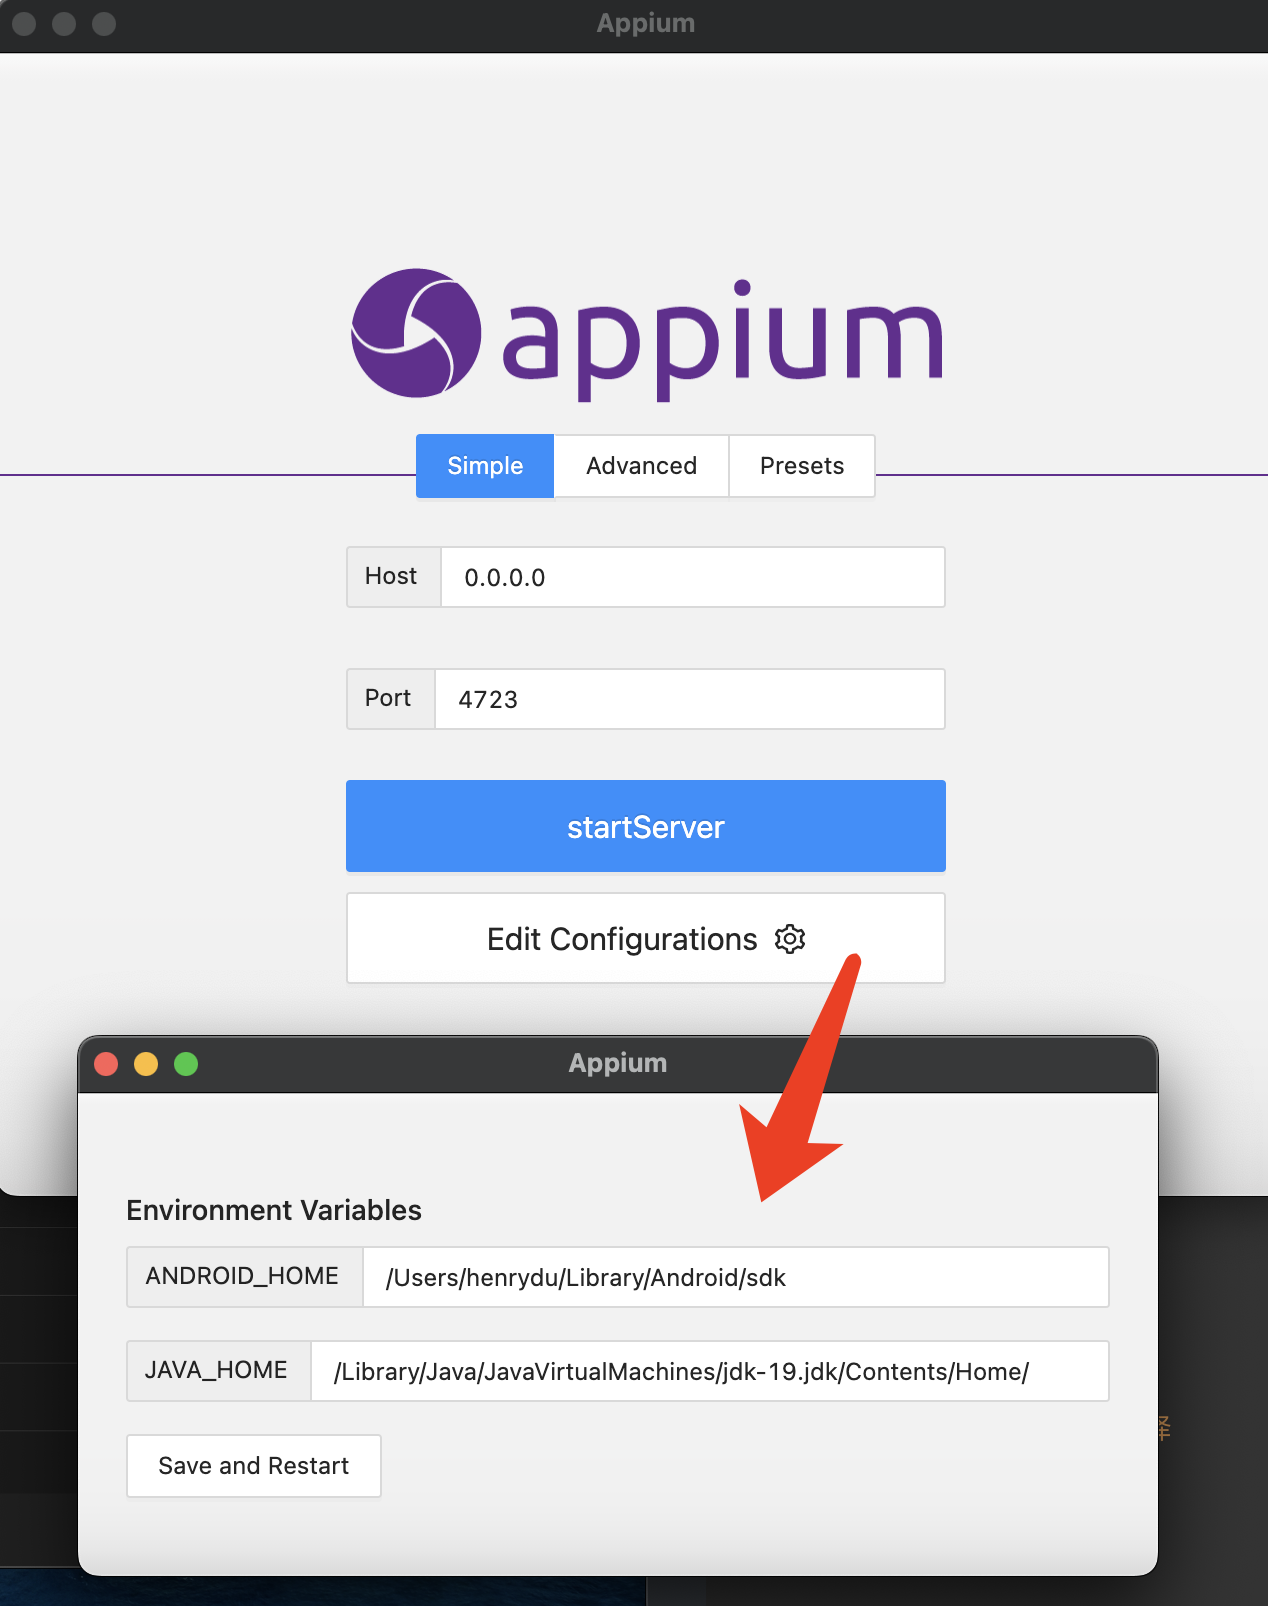 Appium
appium
Simple Advanced Presets
Host 0.0.0.0
Port 4723
startServer
Edit Configurations
Appium
Environment Variables
ANDROID_HOME /Users/henrydu/Library/Android/sdk
JAVA_HOME /Library/Java/JavaVirtualMachines/jdk-19.jdk/Contents/Home/
Save and Restart